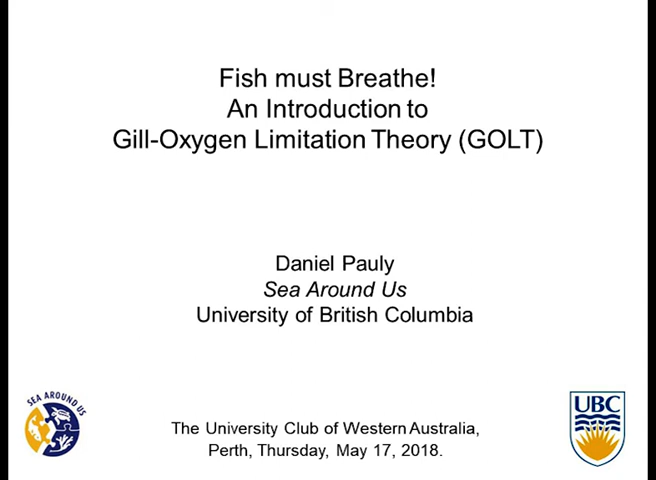 Fish must Breathe!
An Introduction to
Gill-Oxygen Limitation Theory (GOLT)
Daniel Pauly
Sea Around Us
University of British Columbia
SEA AROUND US
UBC
The University Club of Western Australia,
Perth, Thursday, May 17, 2018.